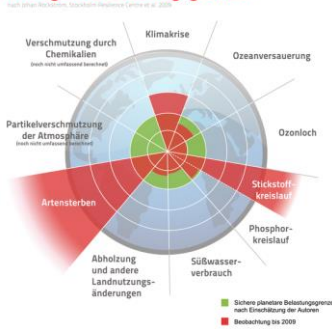 nach Johan Rockström, Stockholm Resilience Centre et al. 2009
Klimakrise
Verschmutzung durch
Chemikalien
(noch nicht umfassend berechnet)
Ozeanversauerung
Partikelverschmutzung
der Atmosphäre
(noch nicht umfassend berechnet)
Ozonloch
Stickstoff-
kreislauf
Artensterben
Phosphor-
kreislauf
Süßwasser-
verbrauch
Abholzung
und andere
Landnutzungs-
änderungen
Sichere planetare Belastungsgrenze
nach Einschätzung der Autoren
Beobachtung bis 2009